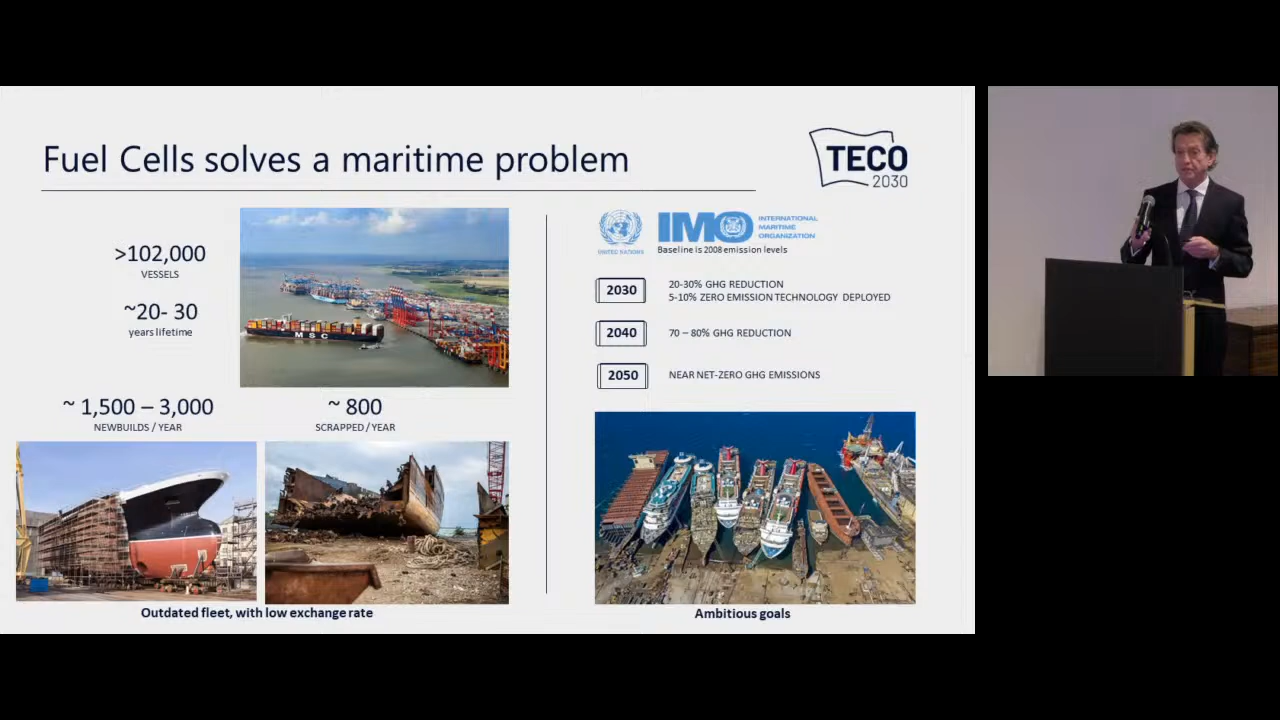 Fuel Cells solves a maritime problem
TECO
2030
>102,000
VESSELS
~20- 30
years lifetime
MSC
~ 1,500 – 3,000
NEWBUILDS / YEAR
~ 800
SCRAPPED / YEAR
Outdated fleet, with low exchange rate
UNITED NATIONS
IMO
INTERNATIONAL
MARITIME
ORGANIZATION
Baseline is 2008 emission levels
2030
20-30% GHG REDUCTION
5-10% ZERO EMISSION TECHNOLOGY DEPLOYED
2040
70 – 80% GHG REDUCTION
2050
NEAR NET-ZERO GHG EMISSIONS
Ambitious goals